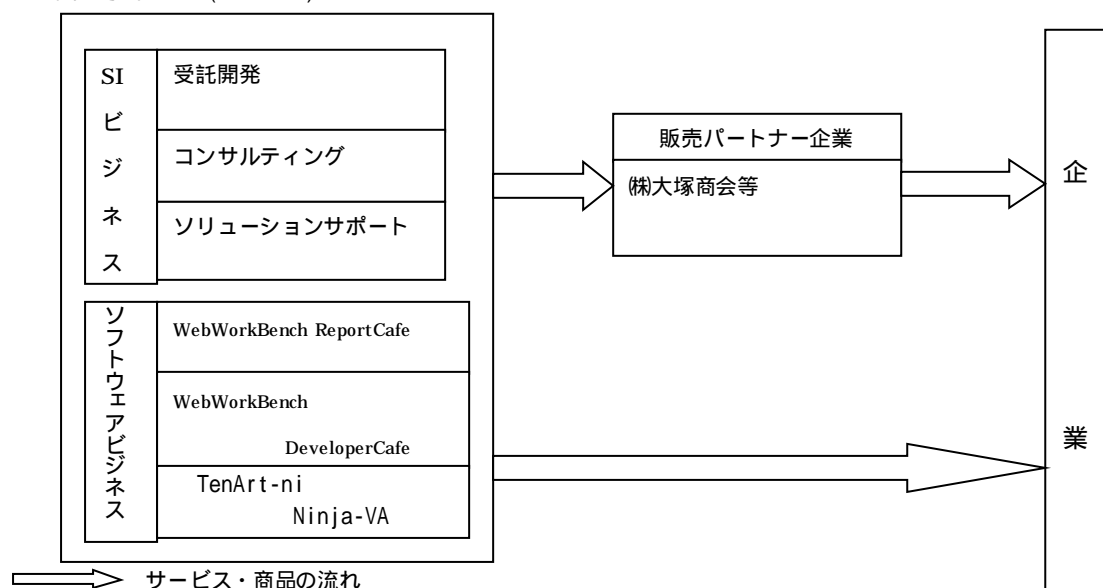 SIビジネス
受託開発
コンサルティング
ソリューションサポート
ソフトウェアビジネス
WebWorkBench ReportCafe
WebWorkBench
DeveloperCafe
TenArt-ni
Ninja-VA
販売パートナー企業
㈱大塚商会等
企業
サービス・商品の流れ